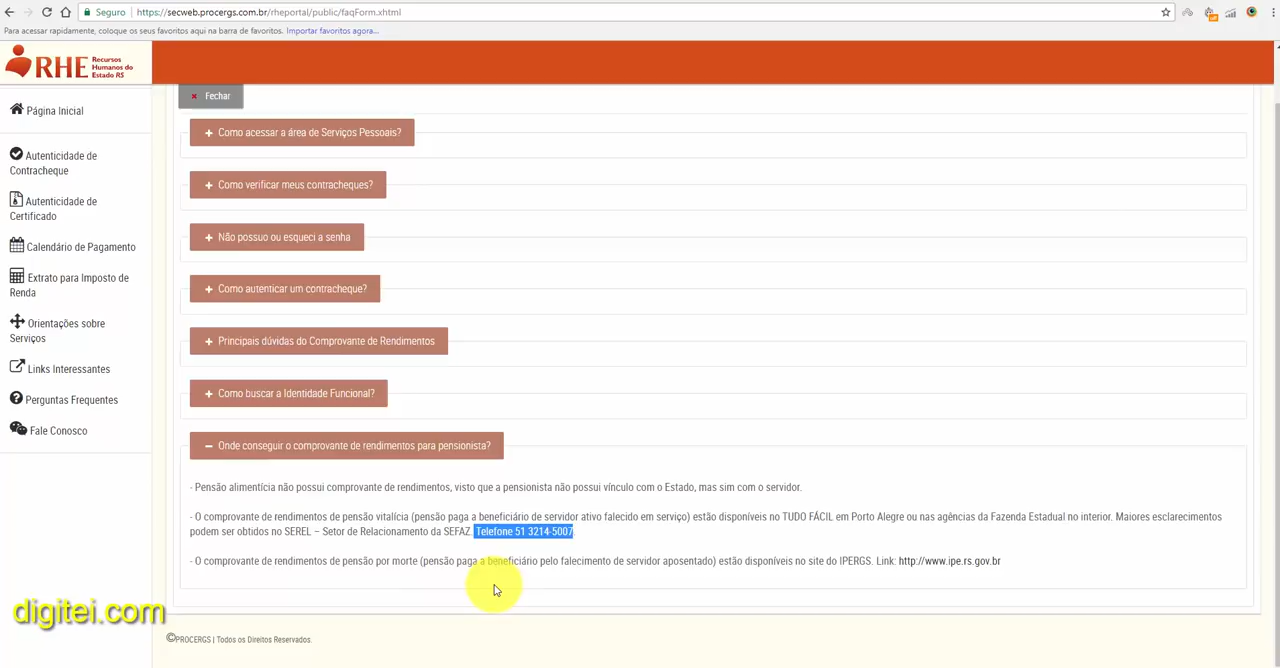 Seguro
https://secweb.procergs.com.br/rheportal/public/faqForm.xhtml
off
Para acessar rapidamente, coloque os seus favoritos aqui na barra de favoritos. Importar favoritos agora...
RHE Recursos Humanos do Estado RS
Fechar
Página Inicial
Autenticidade de
Contracheque
Autenticidade de
Certificado
Calendário de Pagamento
Extrato para Imposto de
Renda
Orientações sobre
Serviços
Links Interessantes
Perguntas Frequentes
Fale Conosco
+ Como acessar a área de Serviços Pessoais?
+ Como verificar meus contracheques?
+ Não possuo ou esqueci a senha
+ Como autenticar um contracheque?
+ Principais dúvidas do Comprovante de Rendimentos
+ Como buscar a Identidade Funcional?
− Onde conseguir o comprovante de rendimentos para pensionista?
- Pensão alimentícia não possui comprovante de rendimentos, visto que a pensionista não possui vínculo com o Estado, mas sim com o servidor.
- O comprovante de rendimentos de pensão vitalícia (pensão paga a beneficiário de servidor ativo falecido em serviço) estão disponíveis no TUDO FÁCIL em Porto Alegre ou nas agências da Fazenda Estadual no interior. Maiores esclarecimentos
podem ser obtidos no SEREL – Setor de Relacionamento da SEFAZ. Telefone 51 3214-5007
- O comprovante de rendimentos de pensão por morte (pensão paga a beneficiário pelo falecimento de servidor aposentado) estão disponíveis no site do IPERGS. Link: http://www.ipe.rs.gov.br
digitei.com
©PROCERGS | Todos os Direitos Reservados.